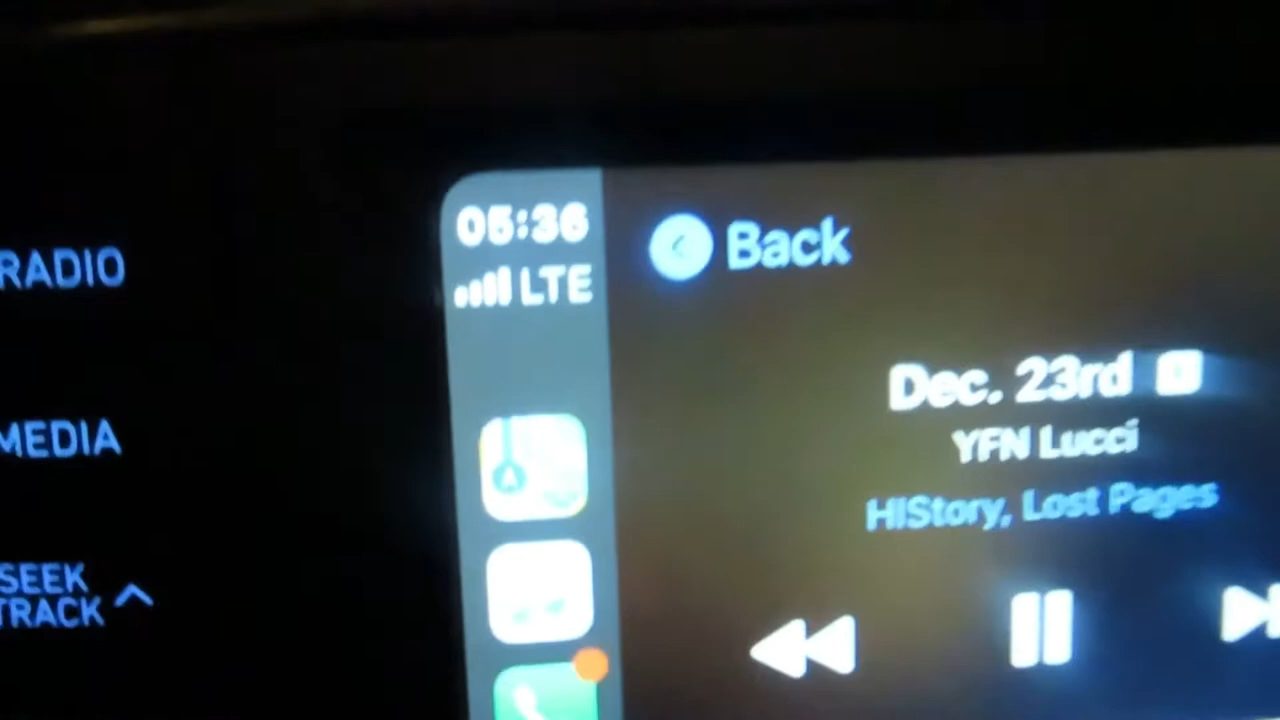 05:36
LTE
Back
RADIO
Dec. 23rd
MEDIA
YFN Lucci
HIStory, Lost Pages
SEEK
TRACK